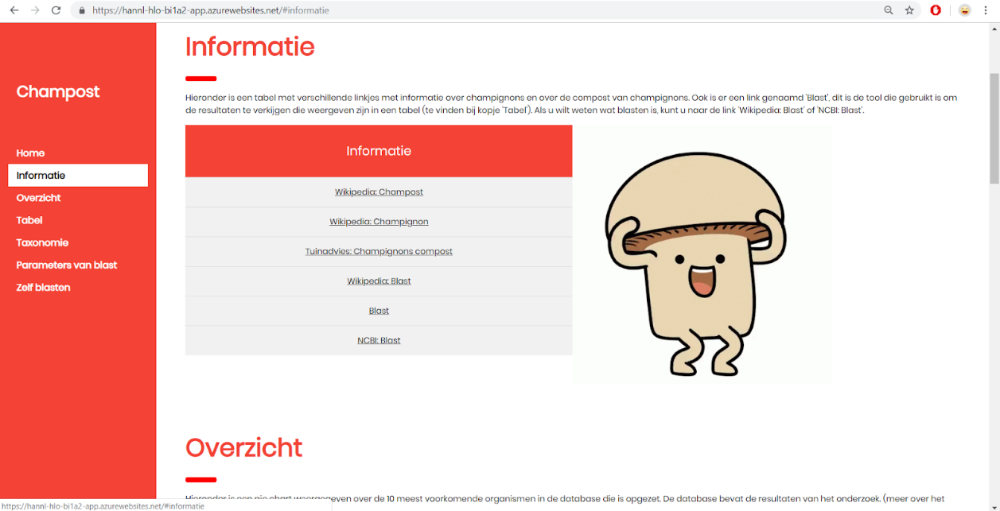 https://hannl-hlo-bi1a2-app.azurewebsites.net/#informatie
Champost
Home
Informatie
Overzicht
Tabel
Taxonomie
Parameters van blast
Zelf blasten
Informatie
Hieronder is een tabel met verschillende linkjes met informatie over champignons en over de compost van champignons. Ook is er een link genaamd 'Blast', dit is de tool die gebruikt is om
de resultaten te verkijgen die weergeven zijn in een tabel (te vinden bij kopje 'Tabel'). Als u wilt weten wat blasten is, kunt u naar de link 'Wikipedia: Blast' of 'NCBI: Blast'.
Informatie
Wikipedia: Champost
Wikipedia: Champignon
Tuinadvies: Champignons compost
Wikipedia: Blast
Blast
NCBI: Blast
Overzicht
Hieronder is een pie chart weergegeven over de 10 meest voorkomende organismen in de database die is opgezet. De database bevat de resultaten van het onderzoek. (meer over het
https://hannl-hlo-bi1a2-app.azurewebsites.net/#informatie